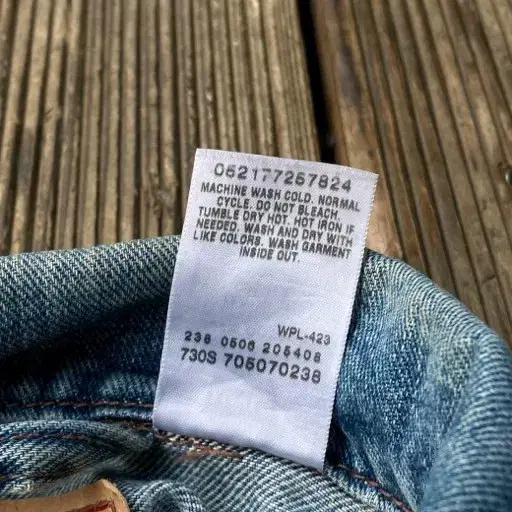 052177257824
MACHINE WASH COLD. NORMAL
CYCLE. DO NOT BLEACH.
TUMBLE DRY HOT. HOT IRON IF
NEEDED. WASH AND DRY WITH
LIKE COLORS. WASH GARMENT
INSIDE OUT.
WPL-423
238 0506 205408
730S 705070238